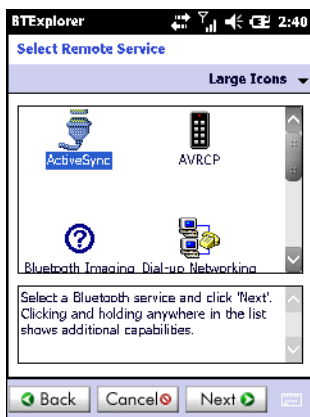 BTExplorer 2:40
Select Remote Service
Large Icons
ActiveSync AVRCP
Bluetooth Imaging Dial-up Networking
Select a Bluetooth service and click 'Next'.
Clicking and holding anywhere in the list
shows additional capabilities.
Back Cancel Next